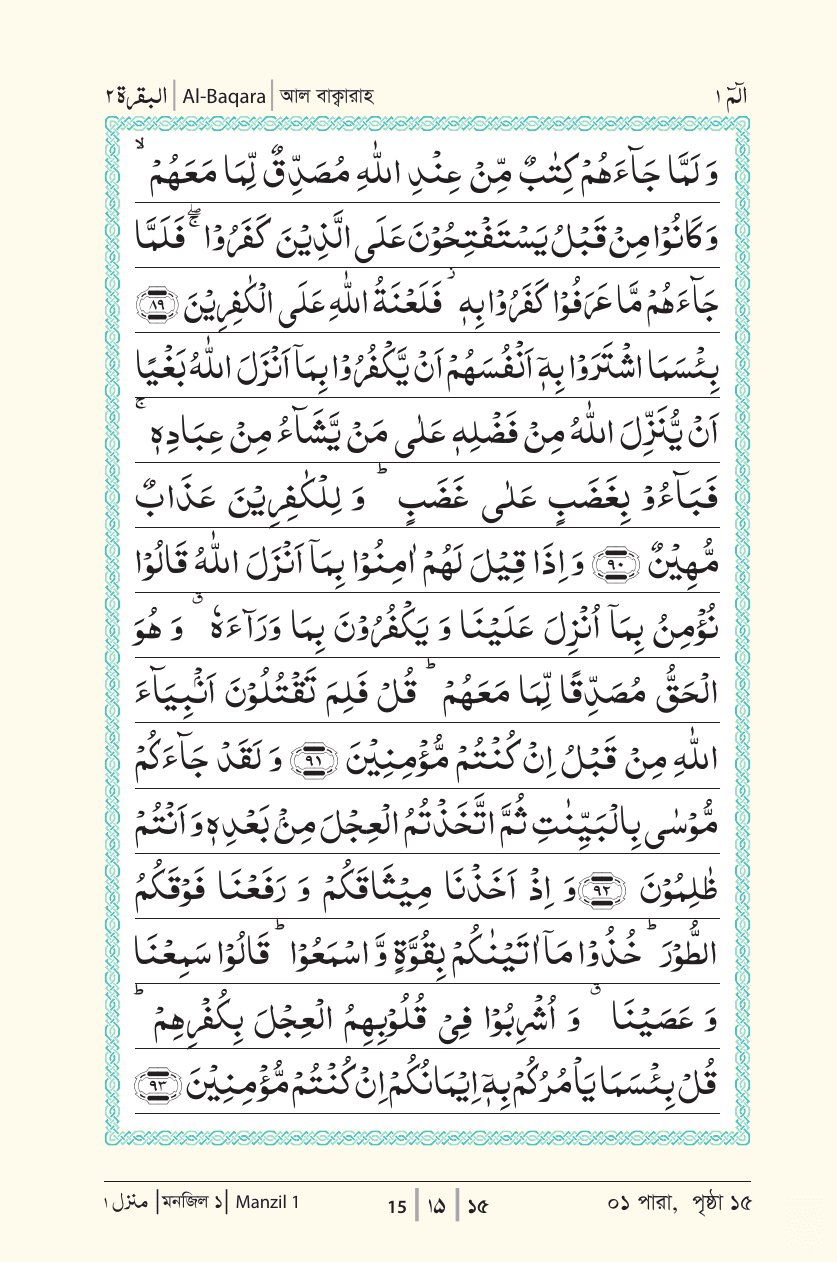 البقرة ٢ | Al-Baqara | আল বাক্বারাহ الٓمّٓ ١
وَ لَمَّا جَآءَهُمْ كِتٰبٌ مِّنْ عِنْدِ اللّٰهِ مُصَدِّقٌ لِّمَا مَعَهُمْ ۙ
وَ كَانُوْا مِنْ قَبْلُ يَسْتَفْتِحُوْنَ عَلَى الَّذِيْنَ كَفَرُوْا ۖۚ فَلَمَّا
جَآءَهُمْ مَّا عَرَفُوْا كَفَرُوْا بِهٖ ؗ فَلَعْنَةُ اللّٰهِ عَلَى الْكٰفِرِيْنَ ﴿٨٩﴾
بِئْسَمَا اشْتَرَوْا بِهٖٓ اَنْفُسَهُمْ اَنْ يَّكْفُرُوْا بِمَآ اَنْزَلَ اللّٰهُ بَغْيًا
اَنْ يُّنَزِّلَ اللّٰهُ مِنْ فَضْلِهٖ عَلٰى مَنْ يَّشَآءُ مِنْ عِبَادِهٖ ۚ
فَبَآءُوْ بِغَضَبٍ عَلٰى غَضَبٍ ؕ وَ لِلْكٰفِرِيْنَ عَذَابٌ
مُّهِيْنٌ ﴿٩٠﴾ وَ اِذَا قِيْلَ لَهُمْ اٰمِنُوْا بِمَآ اَنْزَلَ اللّٰهُ قَالُوْا
نُؤْمِنُ بِمَآ اُنْزِلَ عَلَيْنَا وَ يَكْفُرُوْنَ بِمَا وَرَآءَهٗ ۗ وَ هُوَ
الْحَقُّ مُصَدِّقًا لِّمَا مَعَهُمْ ؕ قُلْ فَلِمَ تَقْتُلُوْنَ اَنْۢبِيَآءَ
اللّٰهِ مِنْ قَبْلُ اِنْ كُنْتُمْ مُّؤْمِنِيْنَ ﴿٩١﴾ وَ لَقَدْ جَآءَكُمْ
مُّوْسٰى بِالْبَيِّنٰتِ ثُمَّ اتَّخَذْتُمُ الْعِجْلَ مِنْۢ بَعْدِهٖ وَ اَنْتُمْ
ظٰلِمُوْنَ ﴿٩٢﴾ وَ اِذْ اَخَذْنَا مِيْثَاقَكُمْ وَ رَفَعْنَا فَوْقَكُمُ
الطُّوْرَ ؕ خُذُوْا مَآ اٰتَيْنٰكُمْ بِقُوَّةٍ وَّ اسْمَعُوْا ؕ قَالُوْا سَمِعْنَا
وَ عَصَيْنَا ۗ وَ اُشْرِبُوْا فِيْ قُلُوْبِهِمُ الْعِجْلَ بِكُفْرِهِمْ ؕ
قُلْ بِئْسَمَا يَاْمُرُكُمْ بِهٖٓ اِيْمَانُكُمْ اِنْ كُنْتُمْ مُّؤْمِنِيْنَ ﴿٩٣﴾
منزل ١ | মনজিল ১ | Manzil 1 15 | ١٥ | ১৫ ০১ পারা, পৃষ্ঠা ১৫